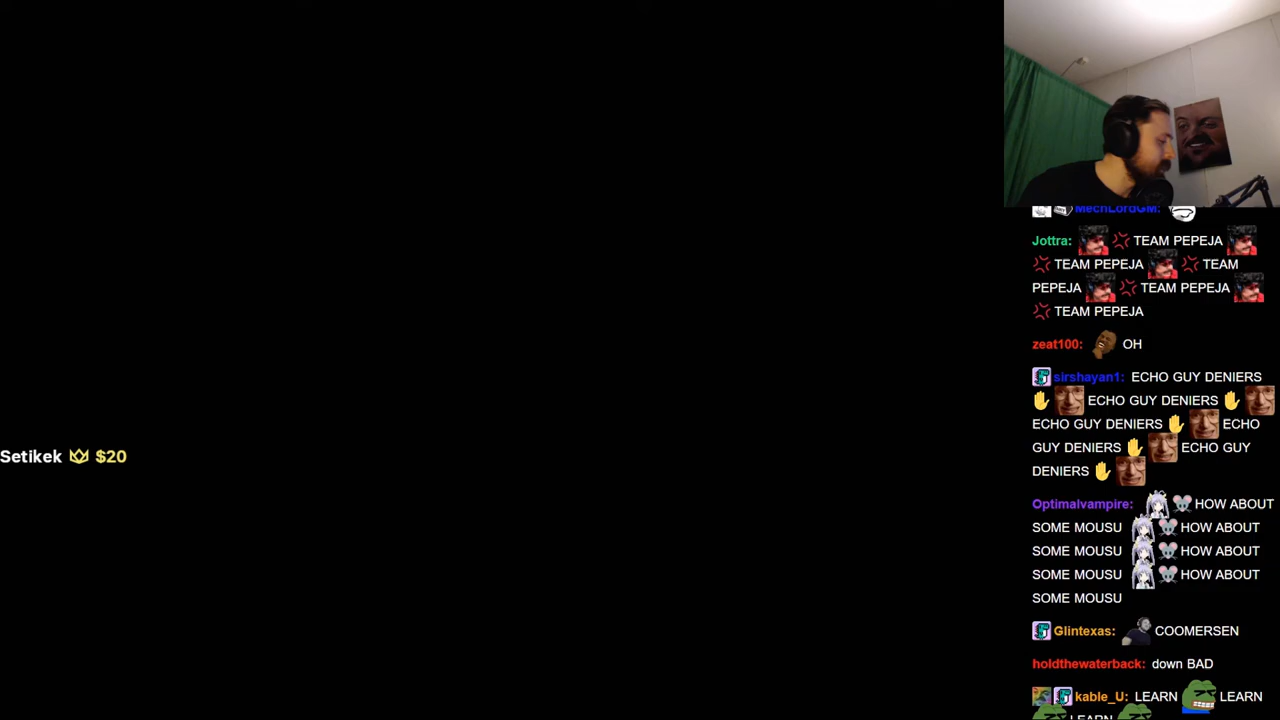 Setikek $20
MechLordGM:
Jottra: TEAM PEPEJA
TEAM PEPEJA TEAM
PEPEJA TEAM PEPEJA
TEAM PEPEJA
zeat100: OH
sirshayan1: ECHO GUY DENIERS
ECHO GUY DENIERS
ECHO GUY DENIERS ECHO
GUY DENIERS ECHO GUY
DENIERS
Optimalvampire: HOW ABOUT
SOME MOUSU HOW ABOUT
SOME MOUSU HOW ABOUT
SOME MOUSU HOW ABOUT
SOME MOUSU
Glintexas: COOMERSEN
holdthewaterback: down BAD
kable_U: LEARN LEARN
LEARN